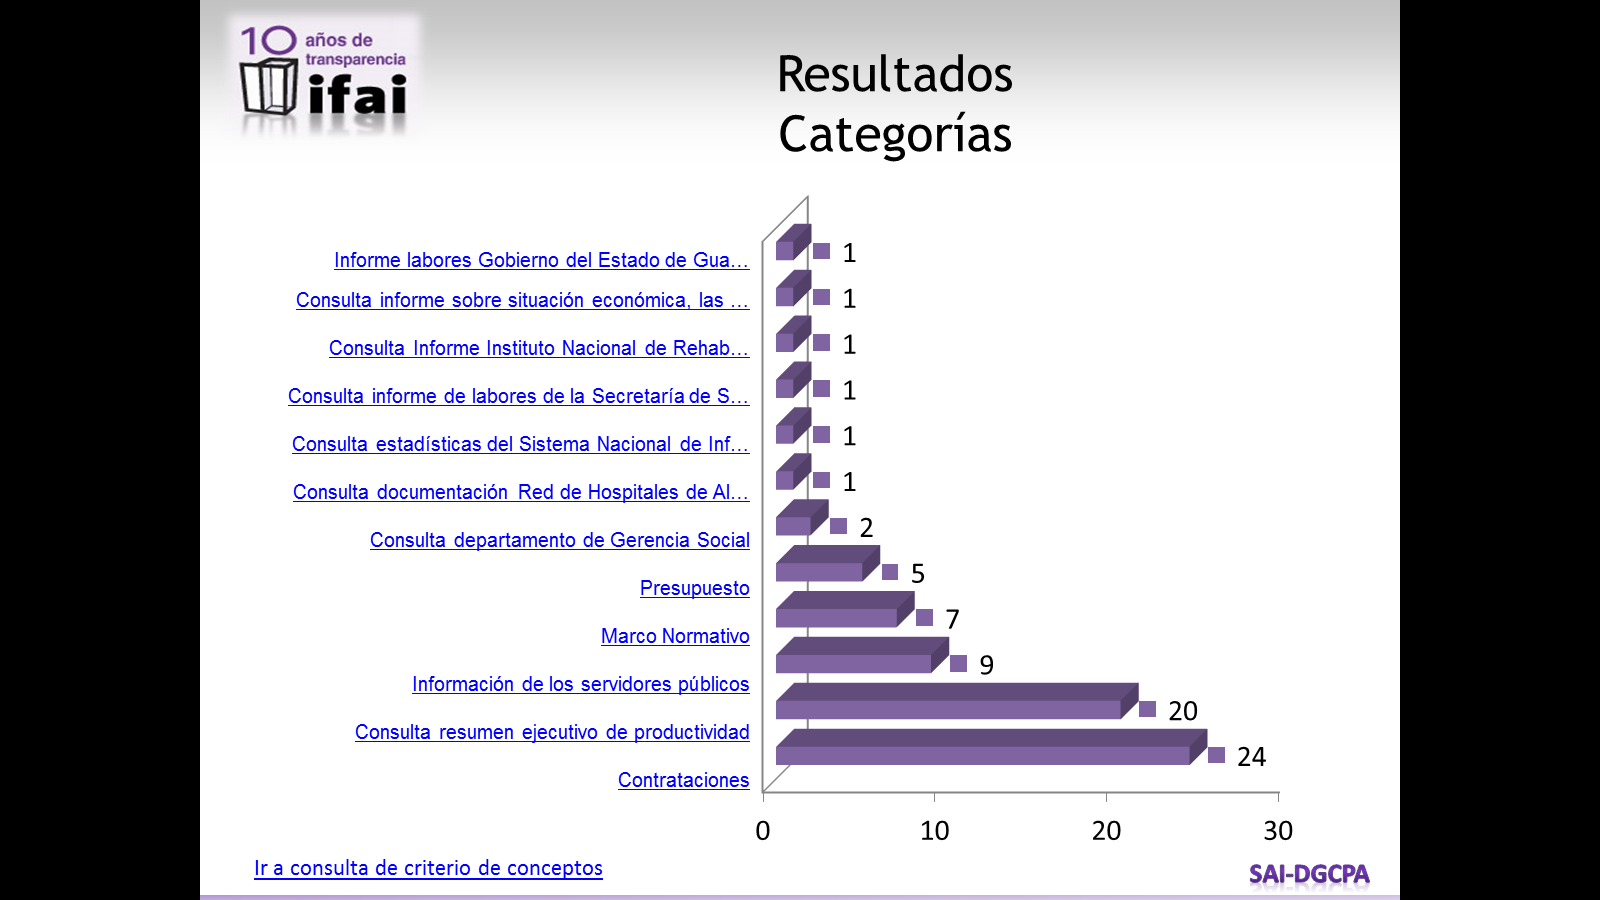 10 años de
transparencia
ifai
Resultados
Categorías
Informe labores Gobierno del Estado de Gua… 1
Consulta informe sobre situación económica, las … 1
Consulta Informe Instituto Nacional de Rehab… 1
Consulta informe de labores de la Secretaría de S… 1
Consulta estadísticas del Sistema Nacional de Inf… 1
Consulta documentación Red de Hospitales de Al… 1
Consulta departamento de Gerencia Social 2
Presupuesto 5
Marco Normativo 7
Información de los servidores públicos 9
Consulta resumen ejecutivo de productividad 20
Contrataciones 24
0 10 20 30
Ir a consulta de criterio de conceptos
SAI-DGCPA